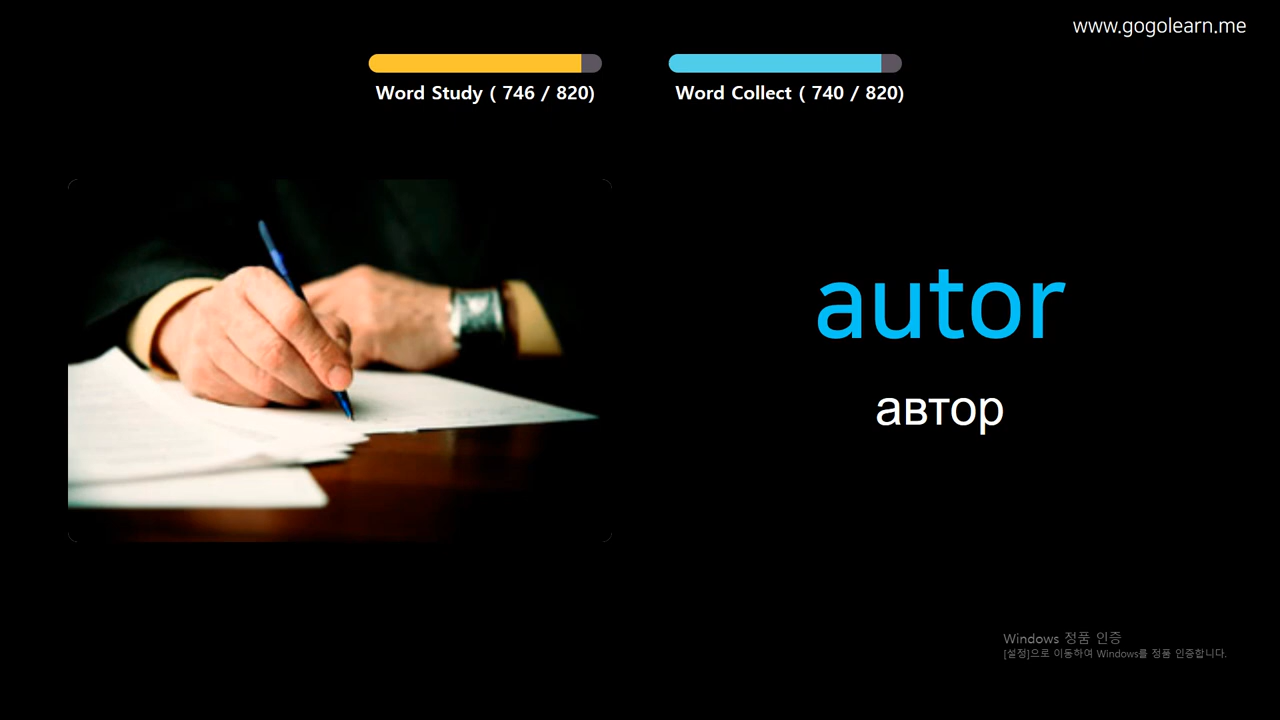 www.gogolearn.me
Word Study ( 746 / 820)
Word Collect ( 740 / 820)
autor
автор
Windows 정품 인증
[설정]으로 이동하여 Windows를 정품 인증합니다.